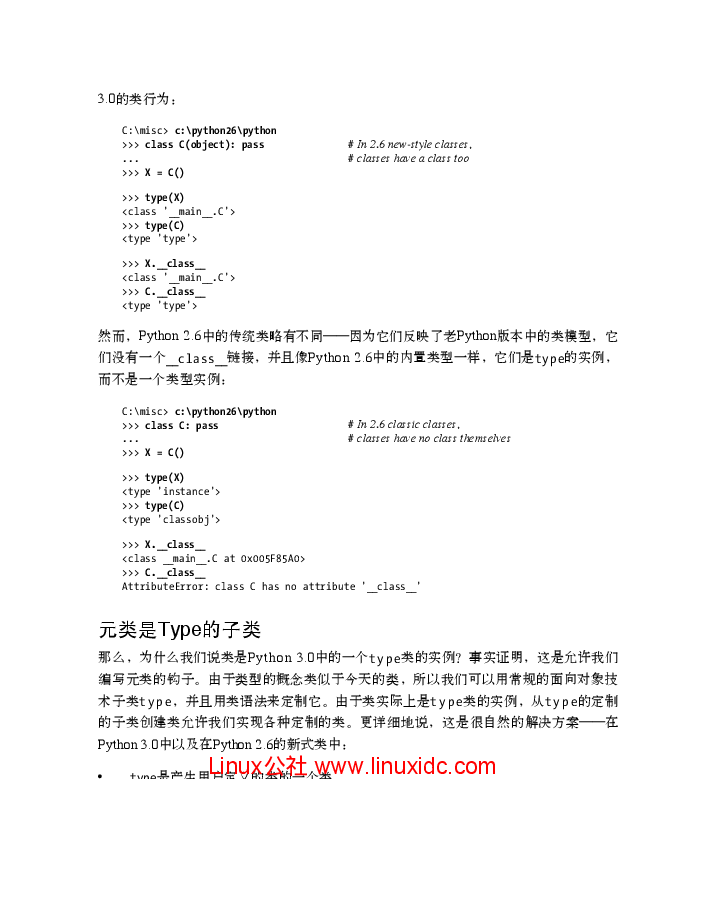 3.0的类行为：
C:\misc> c:\python26\python
>>> class C(object): pass # In 2.6 new-style classes,
... # classes have a class too
>>> X = C()
>>> type(X)
<class '__main__.C'>
>>> type(C)
<type 'type'>
>>> X.__class__
<class '__main__.C'>
>>> C.__class__
<type 'type'>
然而，Python 2.6中的传统类略有不同——因为它们反映了老Python版本中的类模型，它
们没有一个__class__链接，并且像Python 2.6中的内置类型一样，它们是type的实例，
而不是一个类型实例：
C:\misc> c:\python26\python
>>> class C: pass # In 2.6 classic classes,
... # classes have no class themselves
>>> X = C()
>>> type(X)
<type 'instance'>
>>> type(C)
<type 'classobj'>
>>> X.__class__
<class __main__.C at 0x005F85A0>
>>> C.__class__
AttributeError: class C has no attribute '__class__'
元类是Type的子类
那么，为什么我们说类是Python 3.0中的一个type类的实例？事实证明，这是允许我们
编写元类的钩子。由于类型的概念类似于今天的类，所以我们可以用常规的面向对象技
术子类type，并且用类语法来定制它。由于类实际上是type类的实例，从type的定制
的子类创建类允许我们实现各种定制的类。更详细地说，这是很自然的解决方案——在
Python 3.0中以及在Python 2.6的新式类中：
• type是产生用户定义的类的一个类
Linux公社 www.linuxidc.com